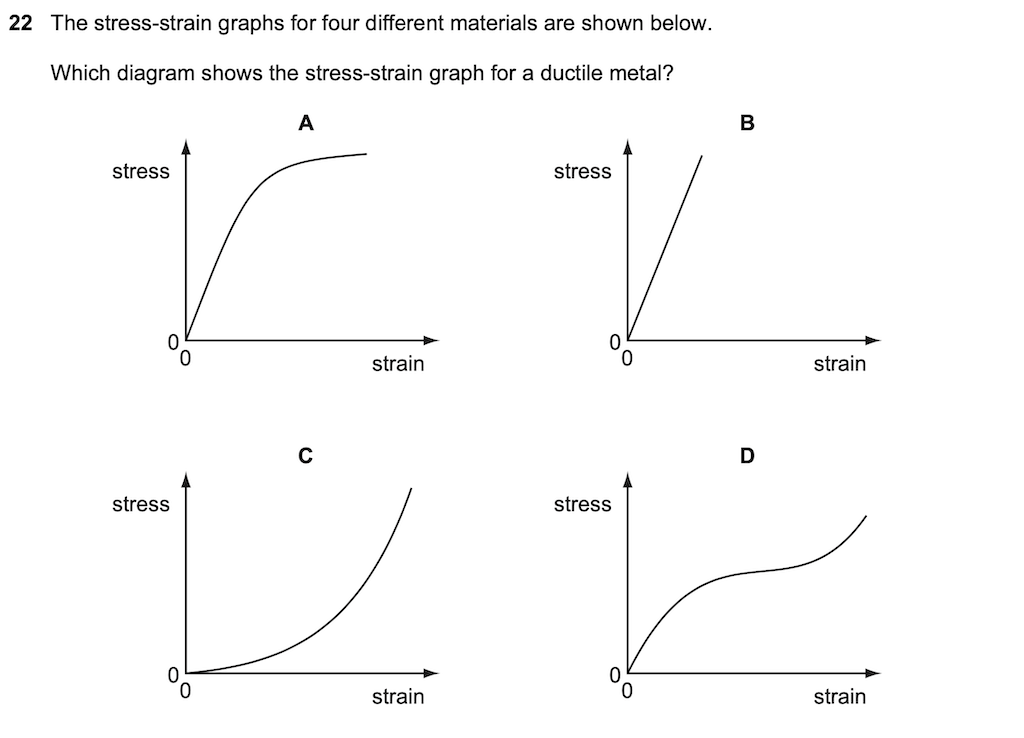 22 The stress-strain graphs for four different materials are shown below.
Which diagram shows the stress-strain graph for a ductile metal?
A
stress
0
0
strain
B
stress
0
0
strain
C
stress
0
0
strain
D
stress
0
0
strain